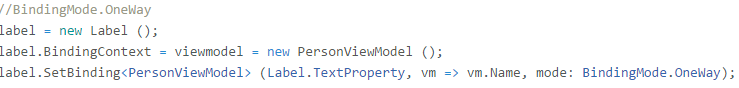 //BindingMode.OneWay
label = new Label ();
label.BindingContext = viewmodel = new PersonViewModel ();
label.SetBinding<PersonViewModel> (Label.TextProperty, vm => vm.Name, mode: BindingMode.OneWay);